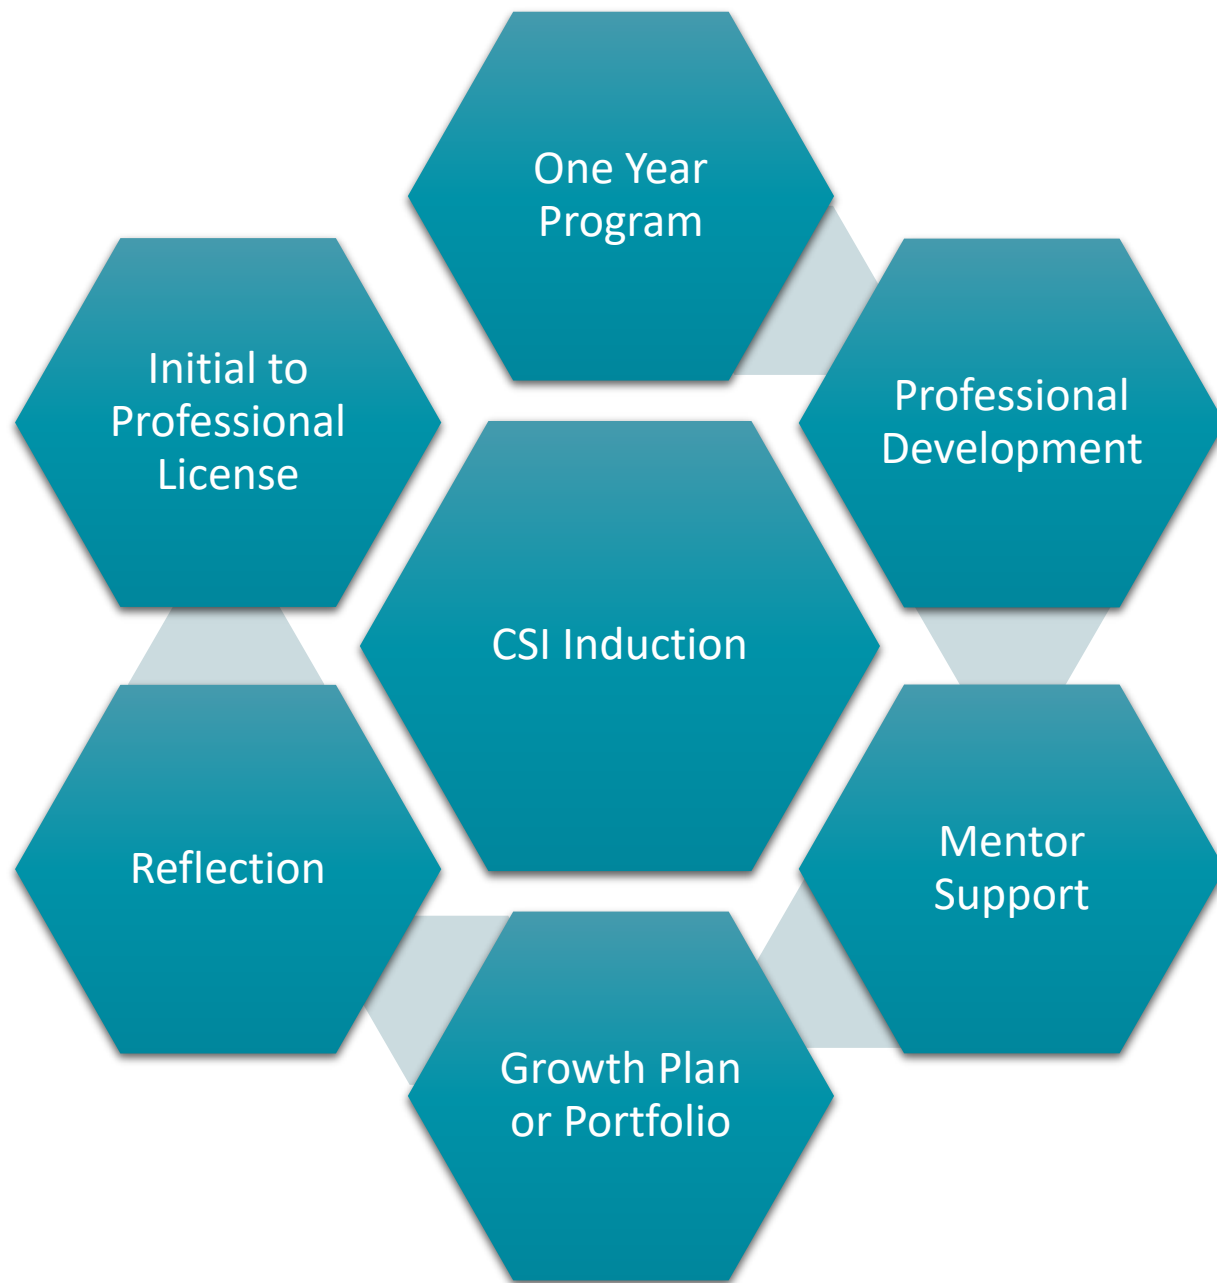 One Year
Program
Professional
Development
Mentor
Support
Growth Plan
or Portfolio
Reflection
Initial to
Professional
License
CSI Induction